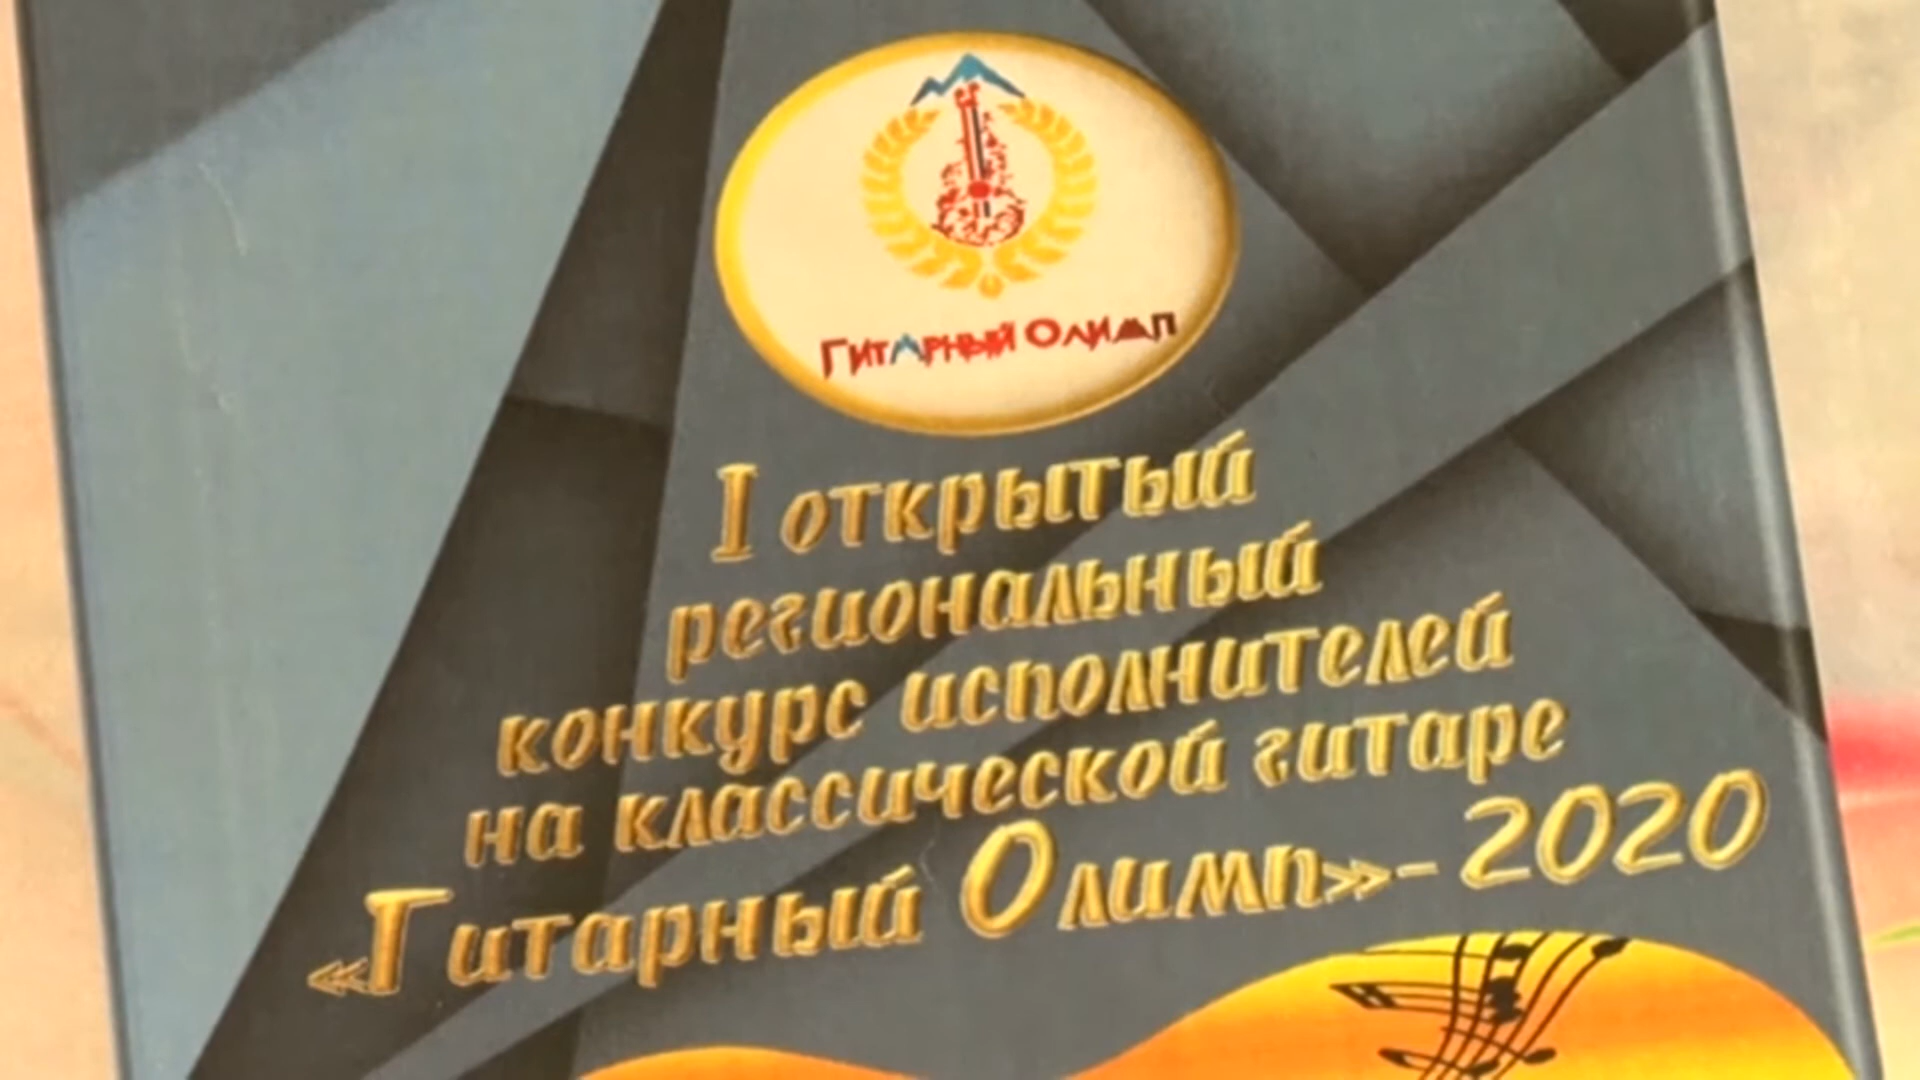 Гитарный Олимп
I открытый
региональный
конкурс исполнителей
на классической гитаре
«Гитарный Олимп»- 2020